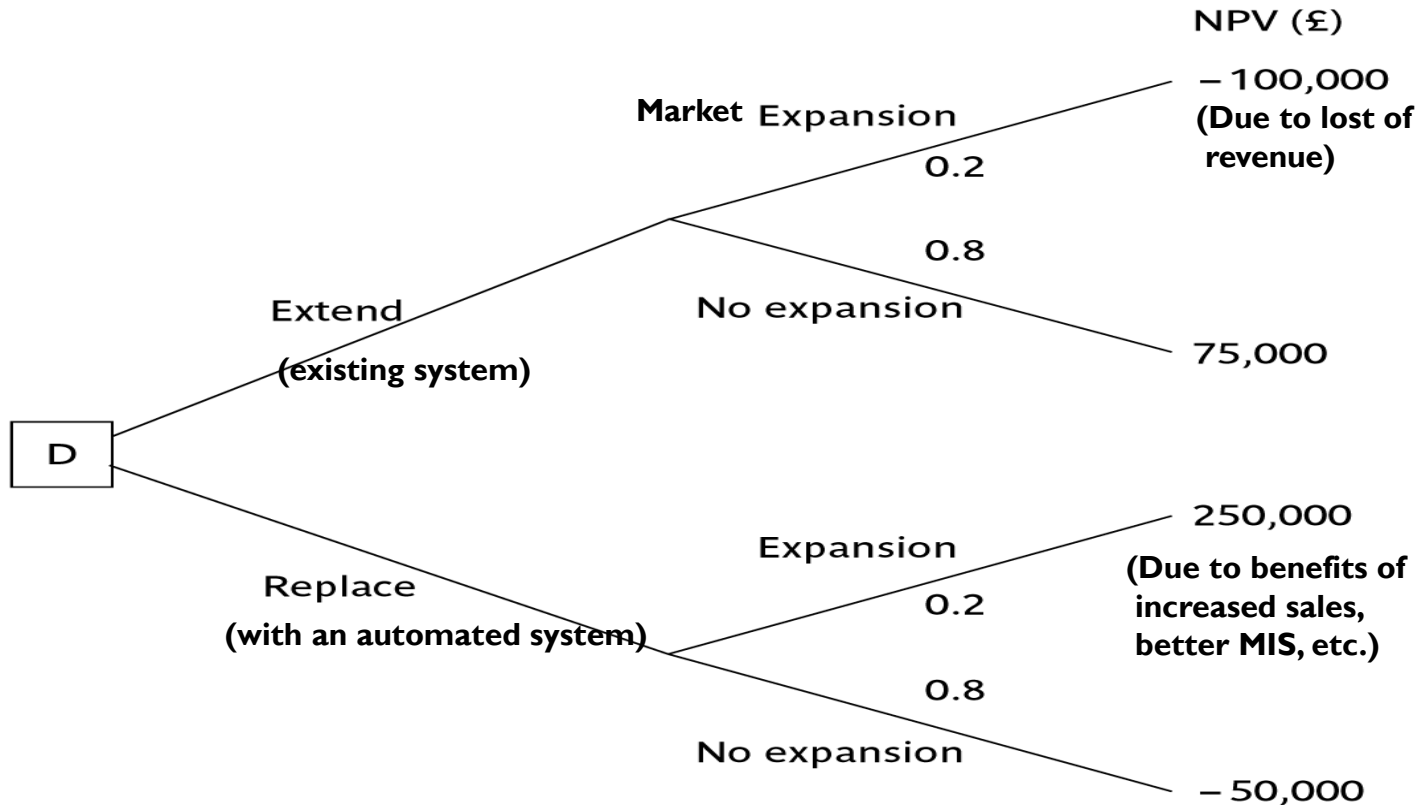 NPV (£)
– 100,000
Market Expansion
(Due to lost of
revenue)
0.2
0.8
Extend
No expansion
75,000
(existing system)
D
250,000
Expansion
(Due to benefits of
Replace
0.2
increased sales,
(with an automated system)
better MIS, etc.)
0.8
No expansion
– 50,000